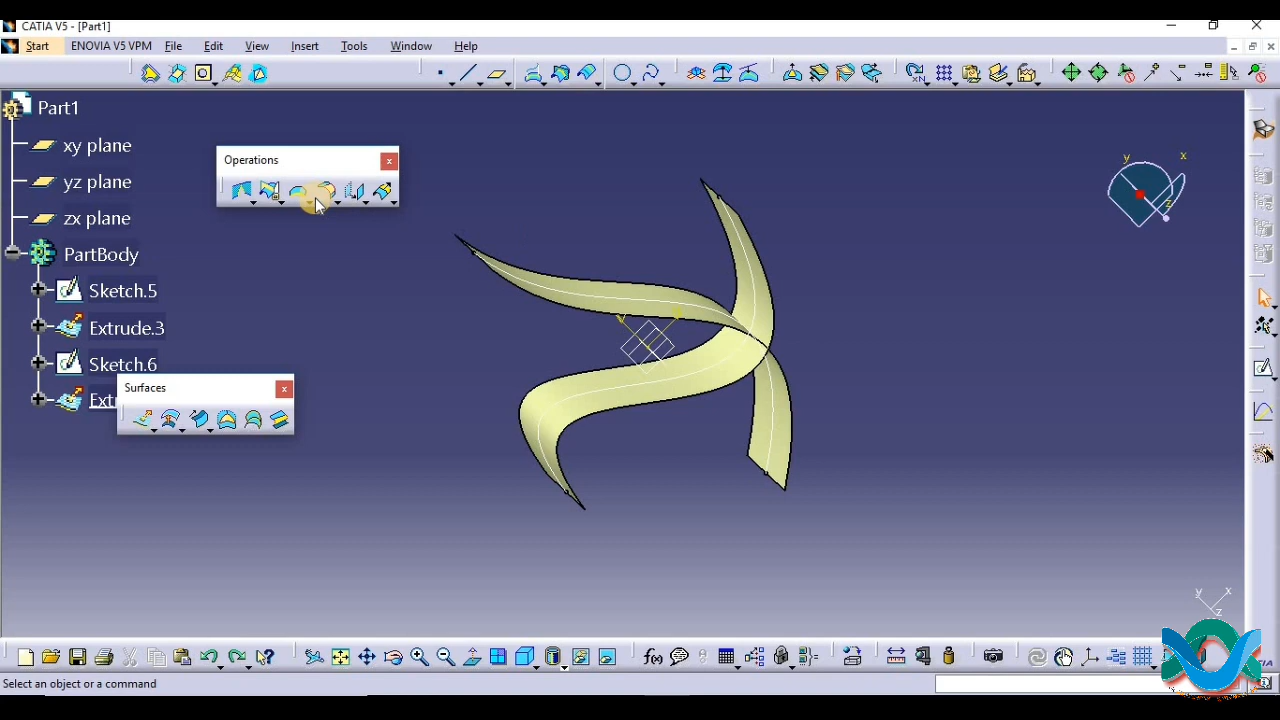 CATIA V5 - [Part1]
Start ENOVIA V5 VPM File Edit View Insert Tools Window Help
Part1
xy plane
yz plane
zx plane
PartBody
Sketch.5
Extrude.3
Sketch.6
Operations
Surfaces
y x
z
y x
z
f(x)
Select an object or a command